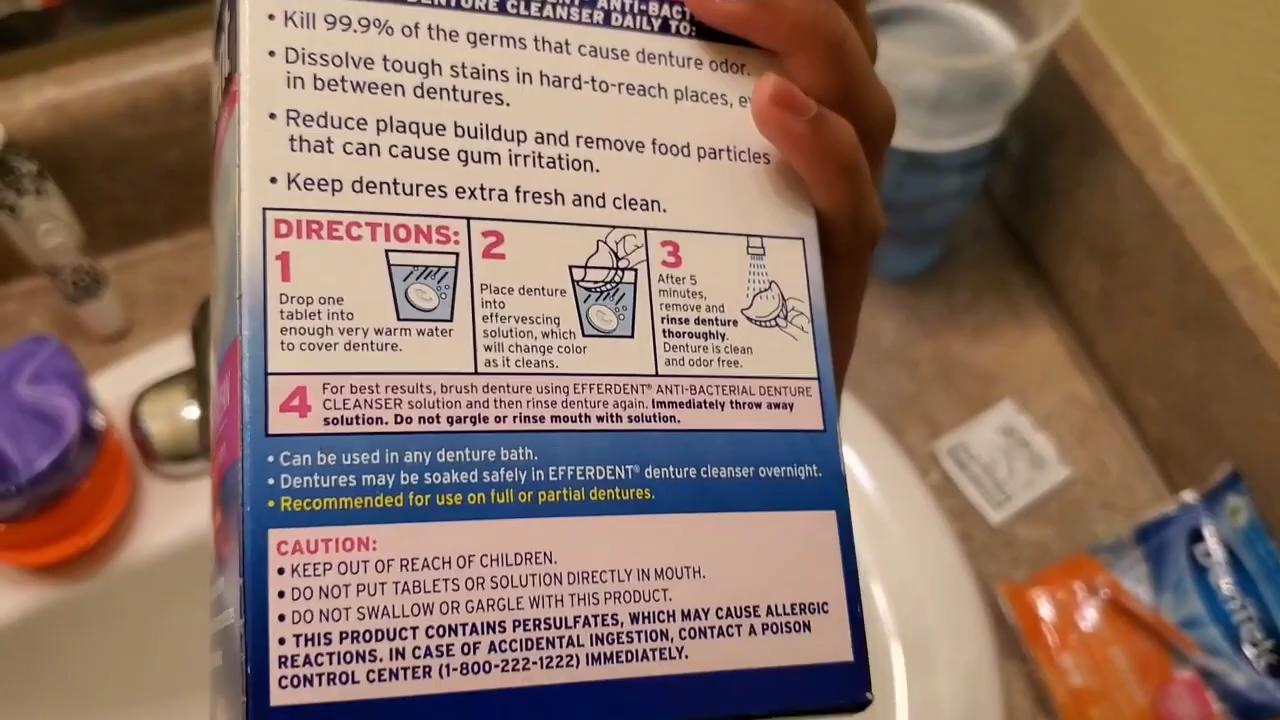 ANTI-BACT
DENTURE CLEANSER DAILY TO:
• Kill 99.9% of the germs that cause denture odor.
• Dissolve tough stains in hard-to-reach places, ev
in between dentures.
• Reduce plaque buildup and remove food particles
that can cause gum irritation.
• Keep dentures extra fresh and clean.
DIRECTIONS:
1
Drop one
tablet into
enough very warm water
to cover denture.
2
Place denture
into
effervescing
solution, which
will change color
as it cleans.
3
After 5
minutes,
remove and
rinse denture
thoroughly.
Denture is clean
and odor free.
4
For best results, brush denture using EFFERDENT® ANTI-BACTERIAL DENTURE
CLEANSER solution and then rinse denture again. Immediately throw away
solution. Do not gargle or rinse mouth with solution.
• Can be used in any denture bath.
• Dentures may be soaked safely in EFFERDENT® denture cleanser overnight.
• Recommended for use on full or partial dentures.
CAUTION:
• KEEP OUT OF REACH OF CHILDREN.
• DO NOT PUT TABLETS OR SOLUTION DIRECTLY IN MOUTH.
• DO NOT SWALLOW OR GARGLE WITH THIS PRODUCT.
• THIS PRODUCT CONTAINS PERSULFATES, WHICH MAY CAUSE ALLERGIC
REACTIONS. IN CASE OF ACCIDENTAL INGESTION, CONTACT A POISON
CONTROL CENTER (1-800-222-1222) IMMEDIATELY.